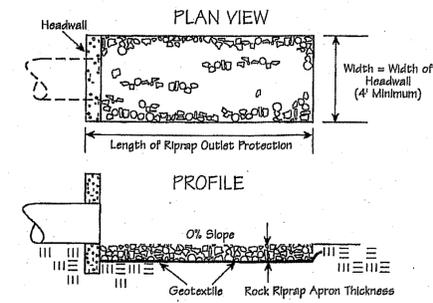 PLAN VIEW
Headwall
Width = Width of
Headwall
(4' Minimum)
Length of Riprap Outlet Protection
PROFILE
0% Slope
Geotextile
Rock Riprap Apron Thickness